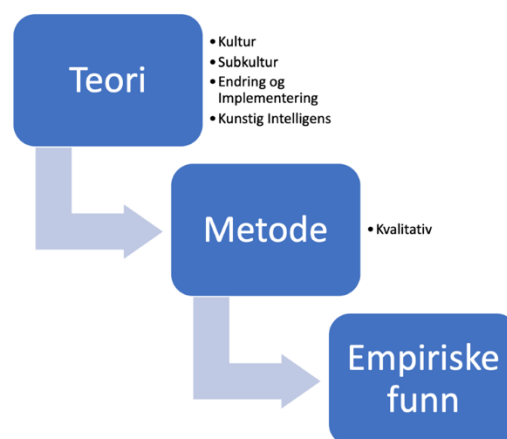 Teori
• Kultur
• Subkultur
• Endring og
Implementering
• Kunstig Intelligens
Metode
• Kvalitativ
Empiriske
funn